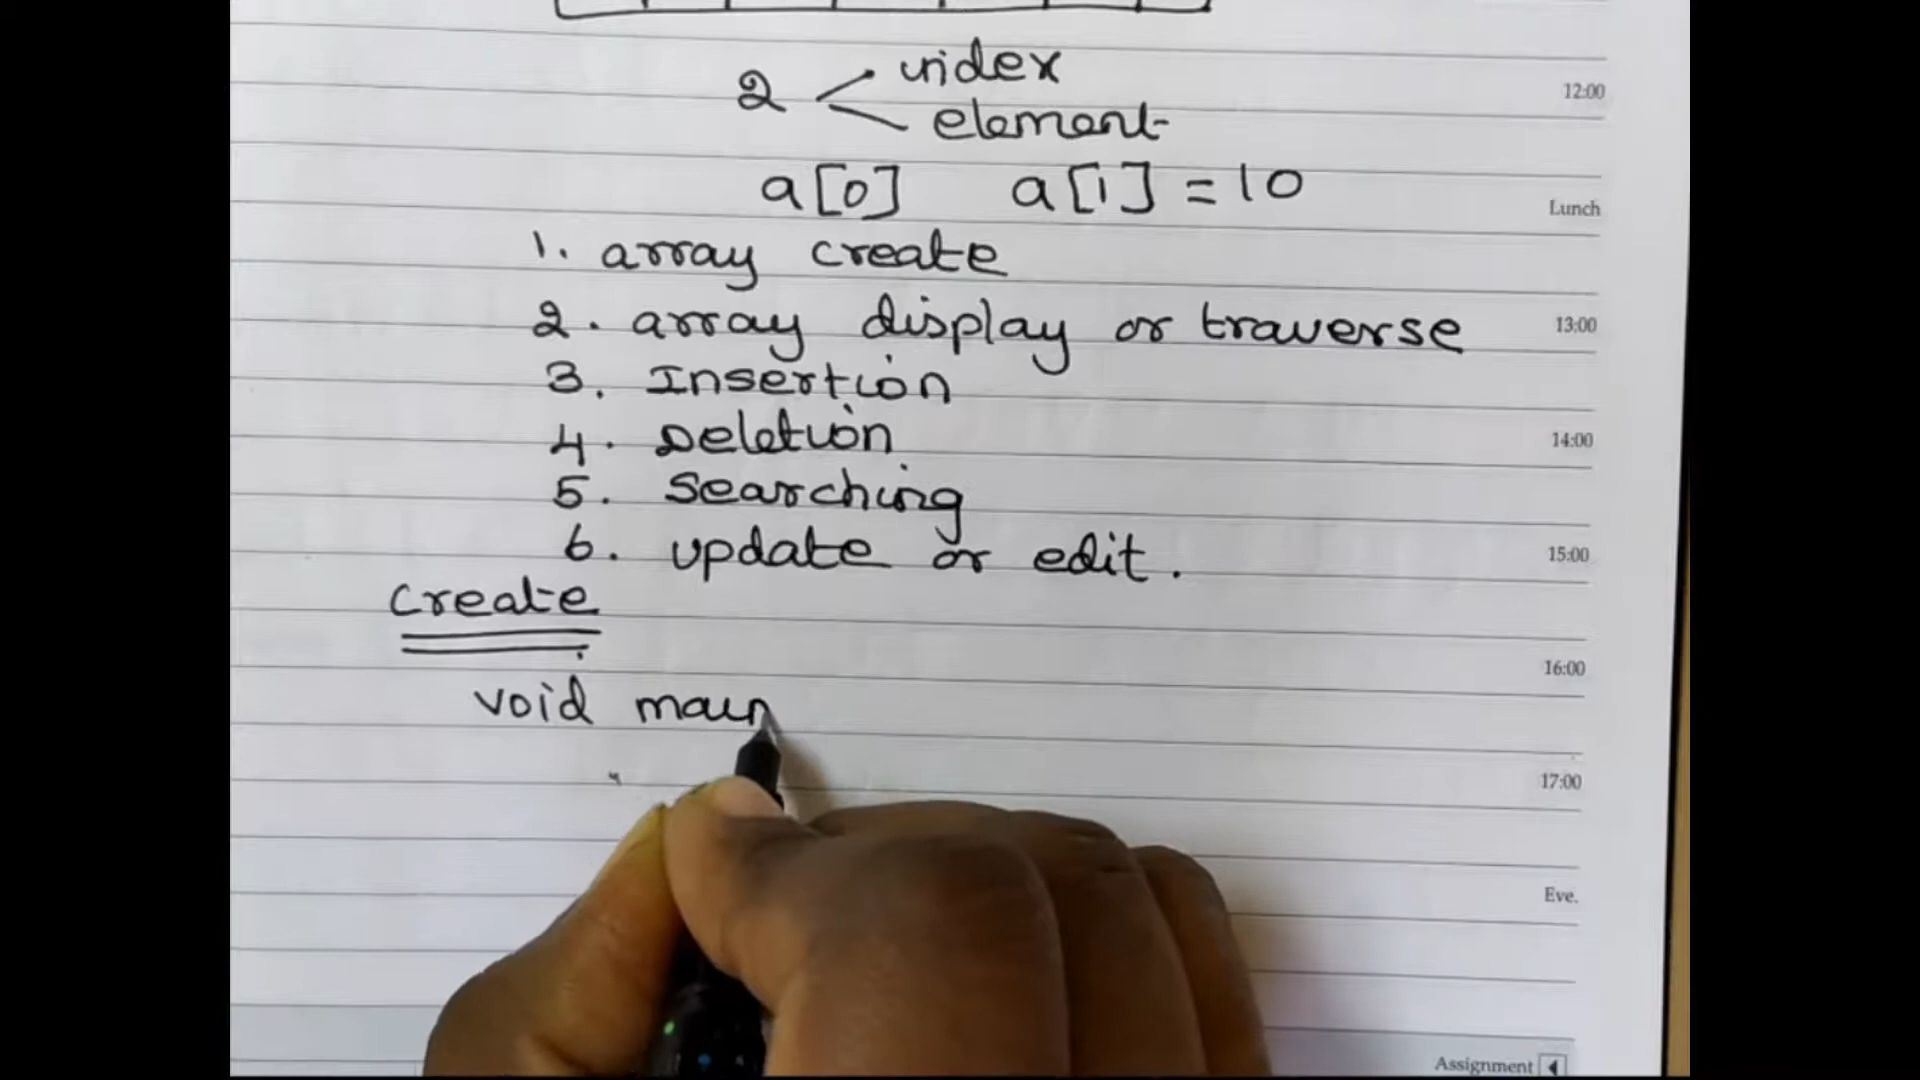 2 index
element
a[0] a[1] = 10
1. array create
2. array display or traverse
3. Insertion
4. Deletion
5. Searching
6. update or edit.
create
void main
12:00
Lunch
13:00
14:00
15:00
16:00
17:00
Eve.
Assignment